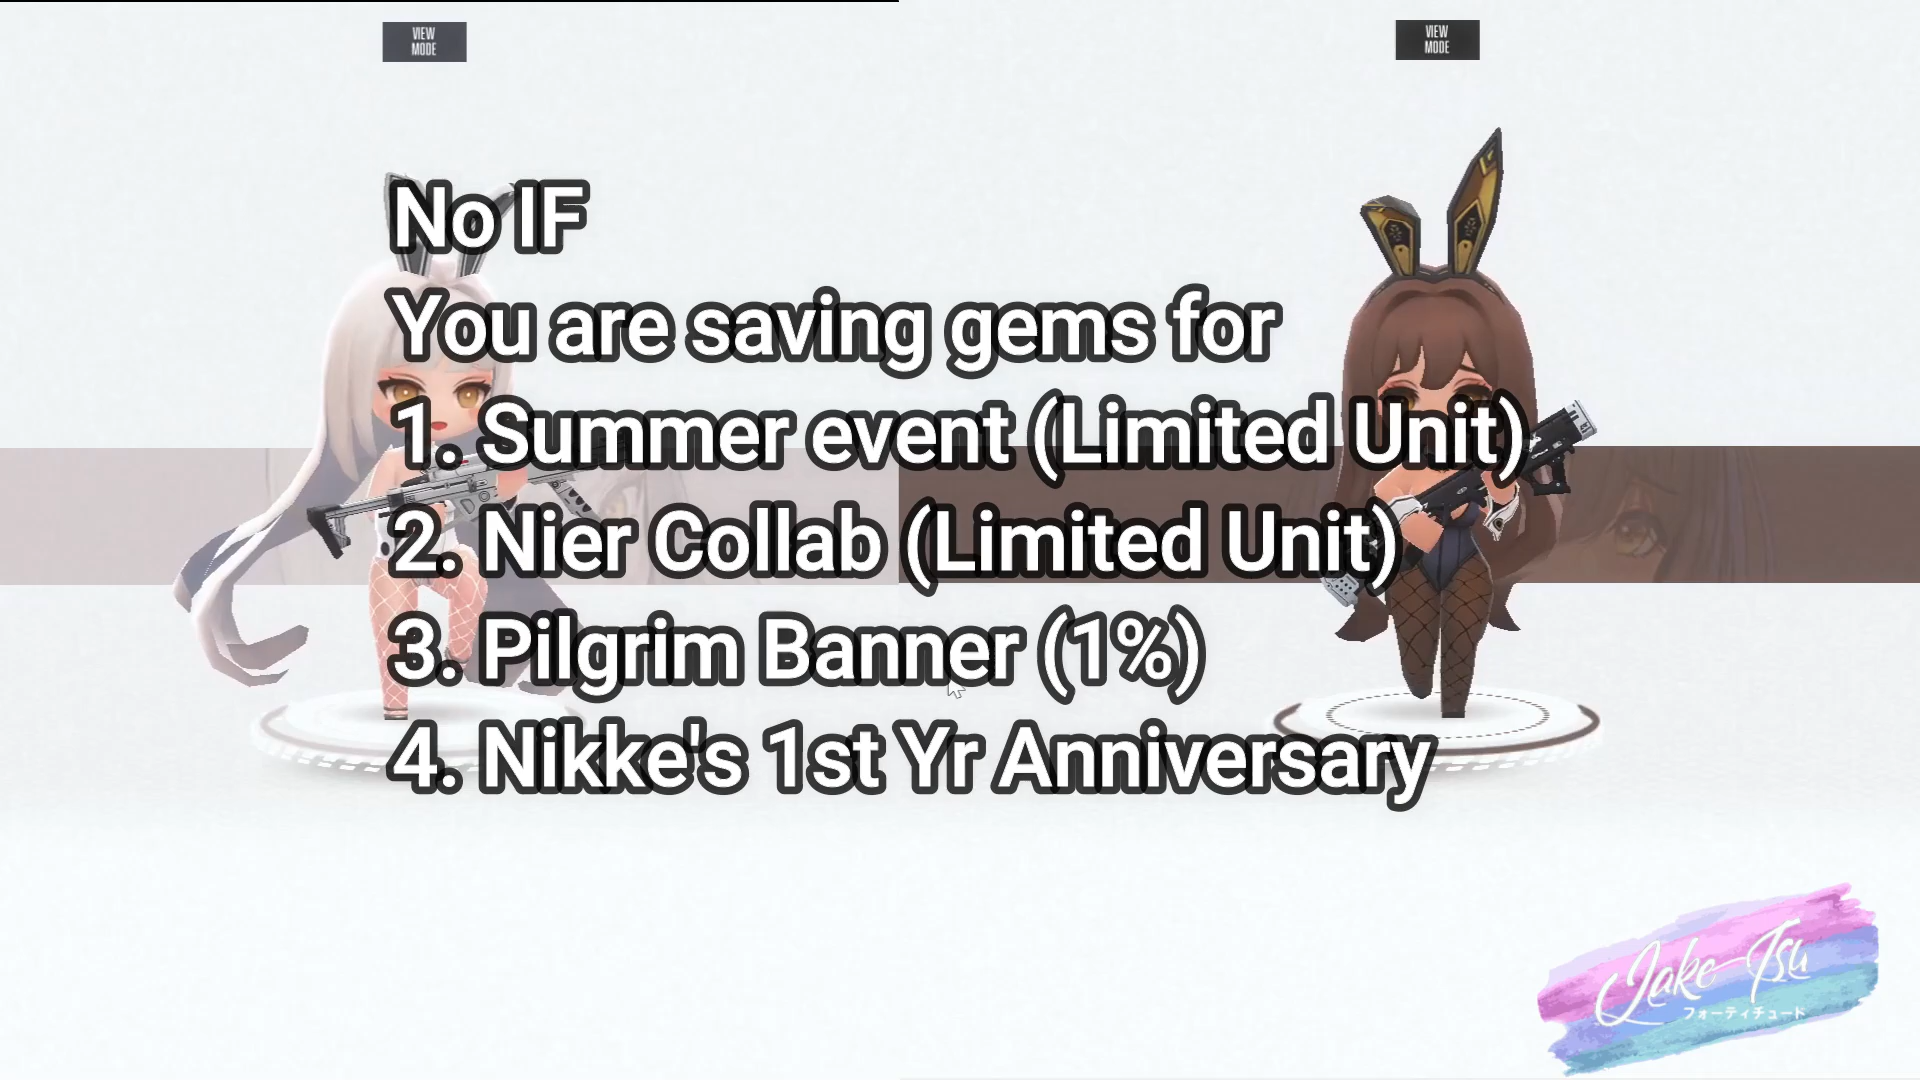 VIEW
MODE
VIEW
MODE
No IF
You are saving gems for
1. Summer event (Limited Unit)
2. Nier Collab (Limited Unit)
3. Pilgrim Banner (1%)
4. Nikke's 1st Yr Anniversary
Jake Tsu
フォーティチュード